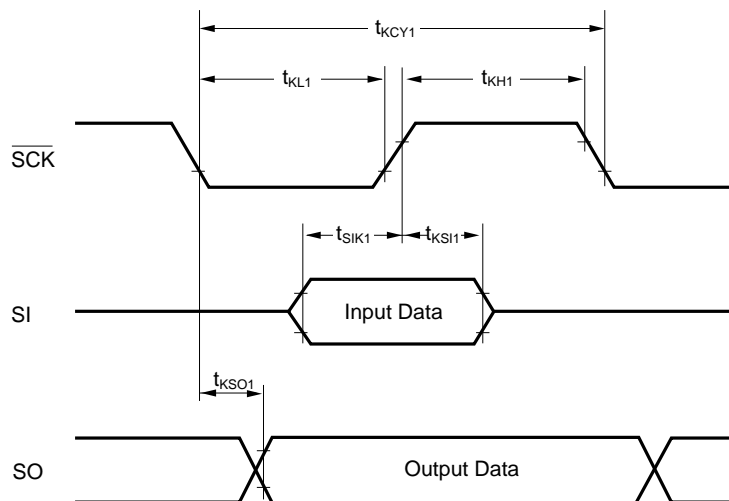 tKCY1
tKL1 tKH1
SCK
tSIK1 tKSI1
SI Input Data
tKSO1
SO Output Data